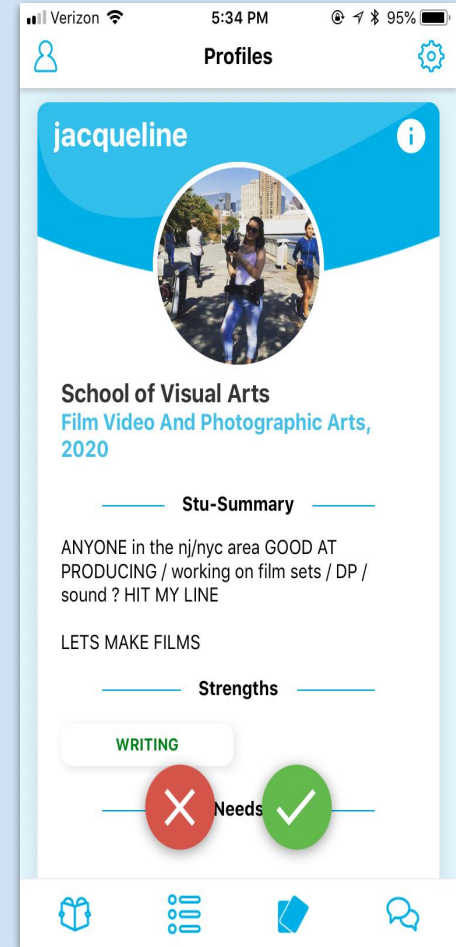 Verizon 5:34 PM 95%
Profiles
jacqueline
i
School of Visual Arts
Film Video And Photographic Arts,
2020
Stu-Summary
ANYONE in the nj/nyc area GOOD AT
PRODUCING / working on film sets / DP /
sound ? HIT MY LINE
LETS MAKE FILMS
Strengths
WRITING
Needs